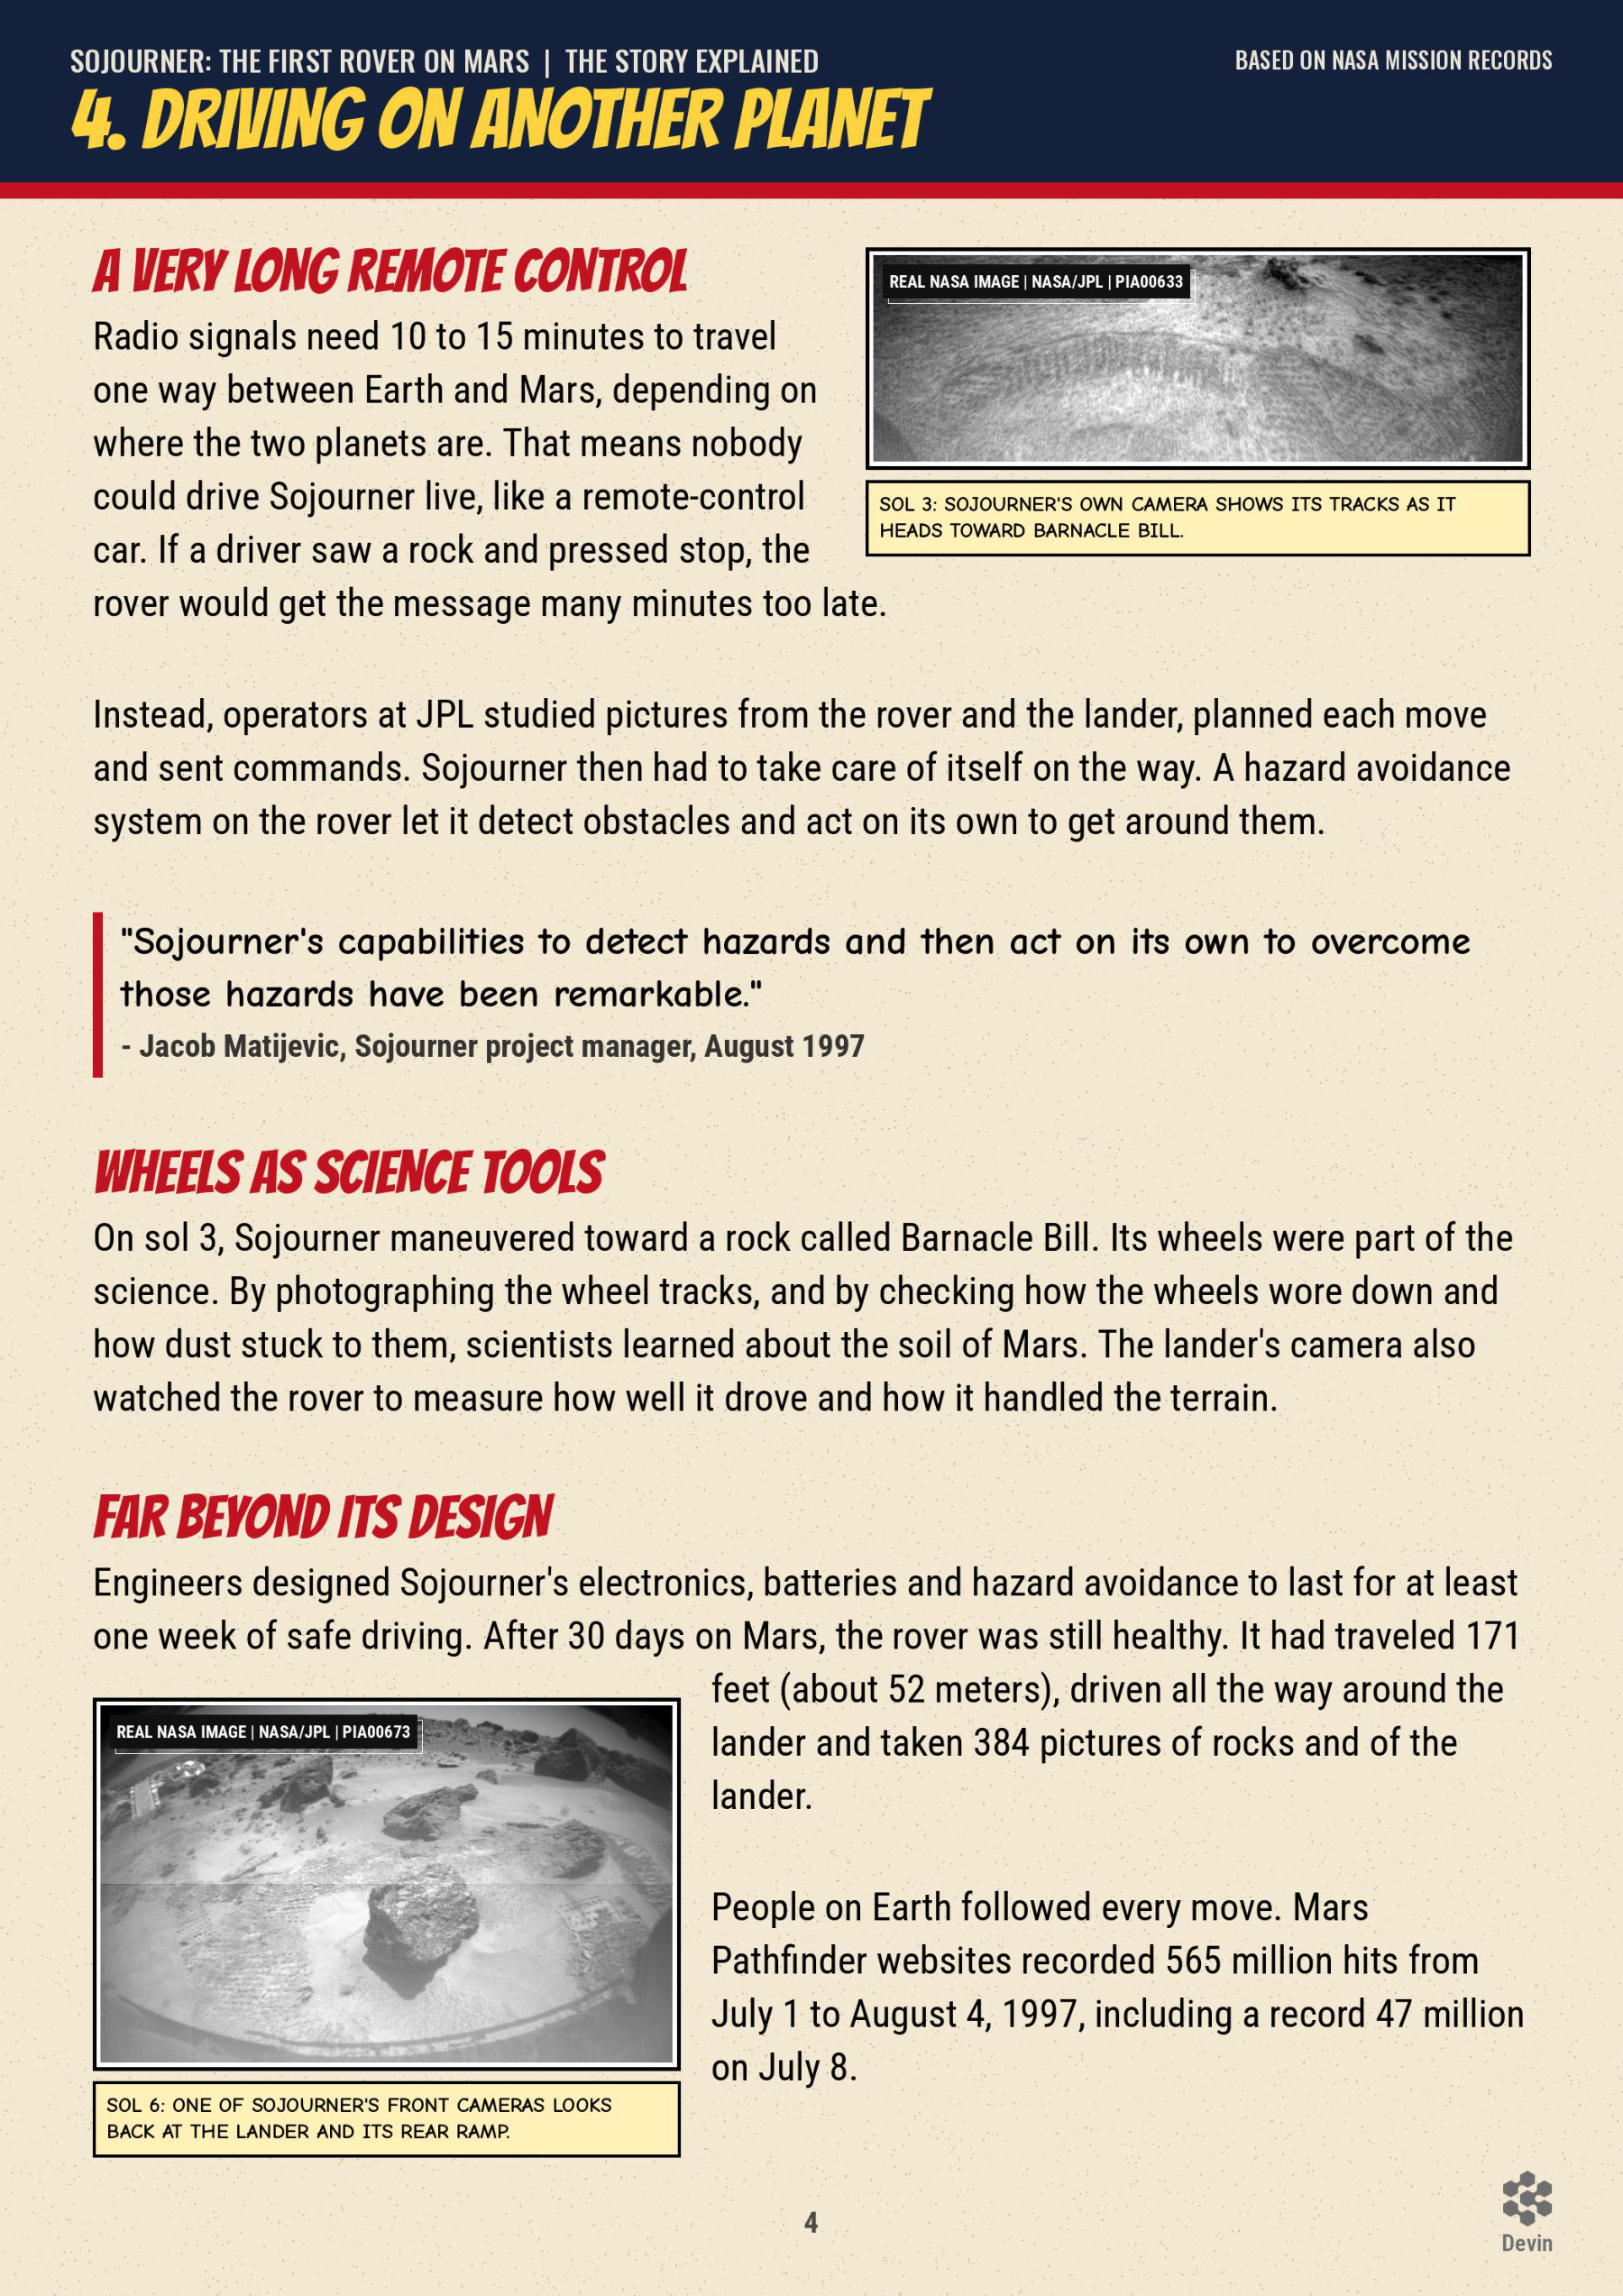 SOJOURNER: THE FIRST ROVER ON MARS | THE STORY EXPLAINED
BASED ON NASA MISSION RECORDS
4. DRIVING ON ANOTHER PLANET
A VERY LONG REMOTE CONTROL
Radio signals need 10 to 15 minutes to travel
one way between Earth and Mars, depending on
where the two planets are. That means nobody
could drive Sojourner live, like a remote-control
car. If a driver saw a rock and pressed stop, the
rover would get the message many minutes too late.
REAL NASA IMAGE | NASA/JPL | PIA00633
SOL 3: SOJOURNER'S OWN CAMERA SHOWS ITS TRACKS AS IT
HEADS TOWARD BARNACLE BILL.
Instead, operators at JPL studied pictures from the rover and the lander, planned each move
and sent commands. Sojourner then had to take care of itself on the way. A hazard avoidance
system on the rover let it detect obstacles and act on its own to get around them.
"Sojourner's capabilities to detect hazards and then act on its own to overcome
those hazards have been remarkable."
- Jacob Matijevic, Sojourner project manager, August 1997
WHEELS AS SCIENCE TOOLS
On sol 3, Sojourner maneuvered toward a rock called Barnacle Bill. Its wheels were part of the
science. By photographing the wheel tracks, and by checking how the wheels wore down and
how dust stuck to them, scientists learned about the soil of Mars. The lander's camera also
watched the rover to measure how well it drove and how it handled the terrain.
FAR BEYOND ITS DESIGN
Engineers designed Sojourner's electronics, batteries and hazard avoidance to last for at least
one week of safe driving. After 30 days on Mars, the rover was still healthy. It had traveled 171
feet (about 52 meters), driven all the way around the
lander and taken 384 pictures of rocks and of the
lander.
REAL NASA IMAGE | NASA/JPL | PIA00673
SOL 6: ONE OF SOJOURNER'S FRONT CAMERAS LOOKS
BACK AT THE LANDER AND ITS REAR RAMP.
People on Earth followed every move. Mars
Pathfinder websites recorded 565 million hits from
July 1 to August 4, 1997, including a record 47 million
on July 8.
4
Devin